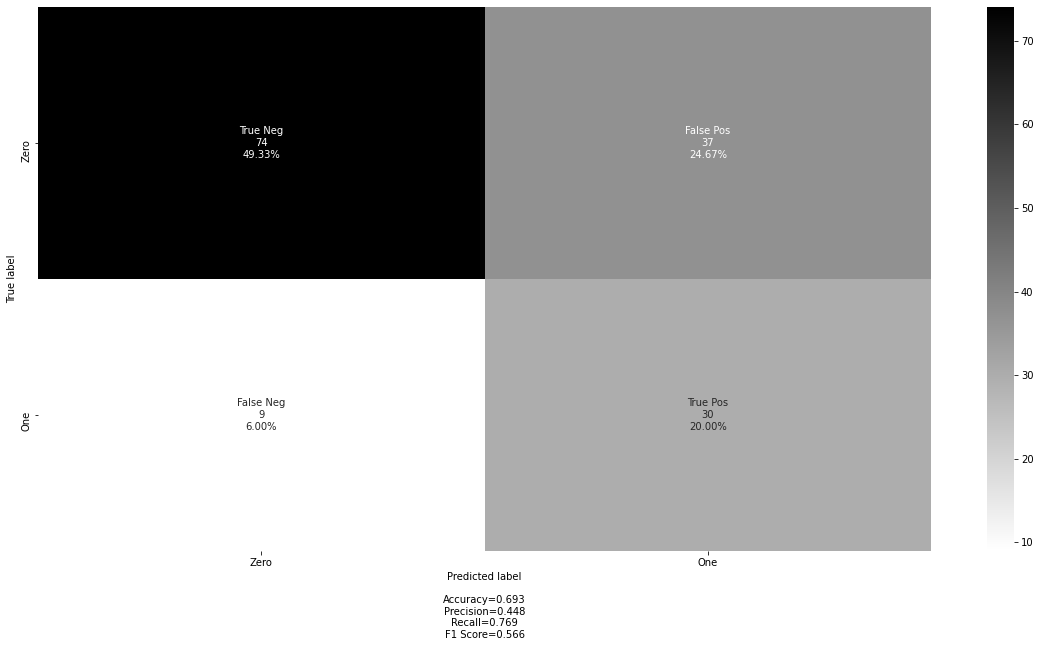 True Neg
74
49.33%
False Pos
37
24.67%
False Neg
9
6.00%
True Pos
30
20.00%
Zero
One
True label
Zero
One
Predicted label
Accuracy=0.693
Precision=0.448
Recall=0.769
F1 Score=0.566
70
60
50
40
30
20
10